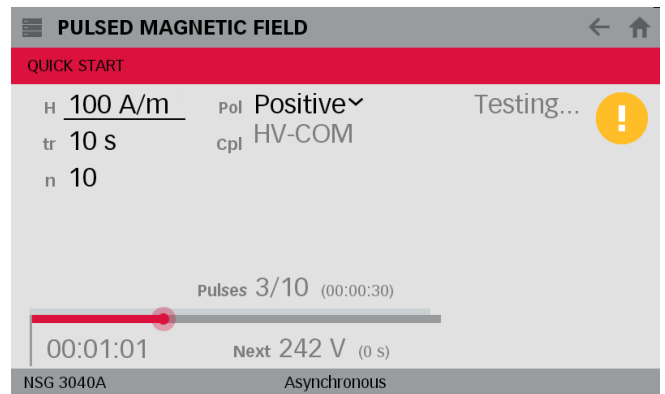 PULSED MAGNETIC FIELD
QUICK START
H 100 A/m Pol Positive Testing... !
tr 10 s Cpl HV-COM
n 10
Pulses 3/10 (00:00:30)
00:01:01 Next 242 V (0 s)
NSG 3040A Asynchronous